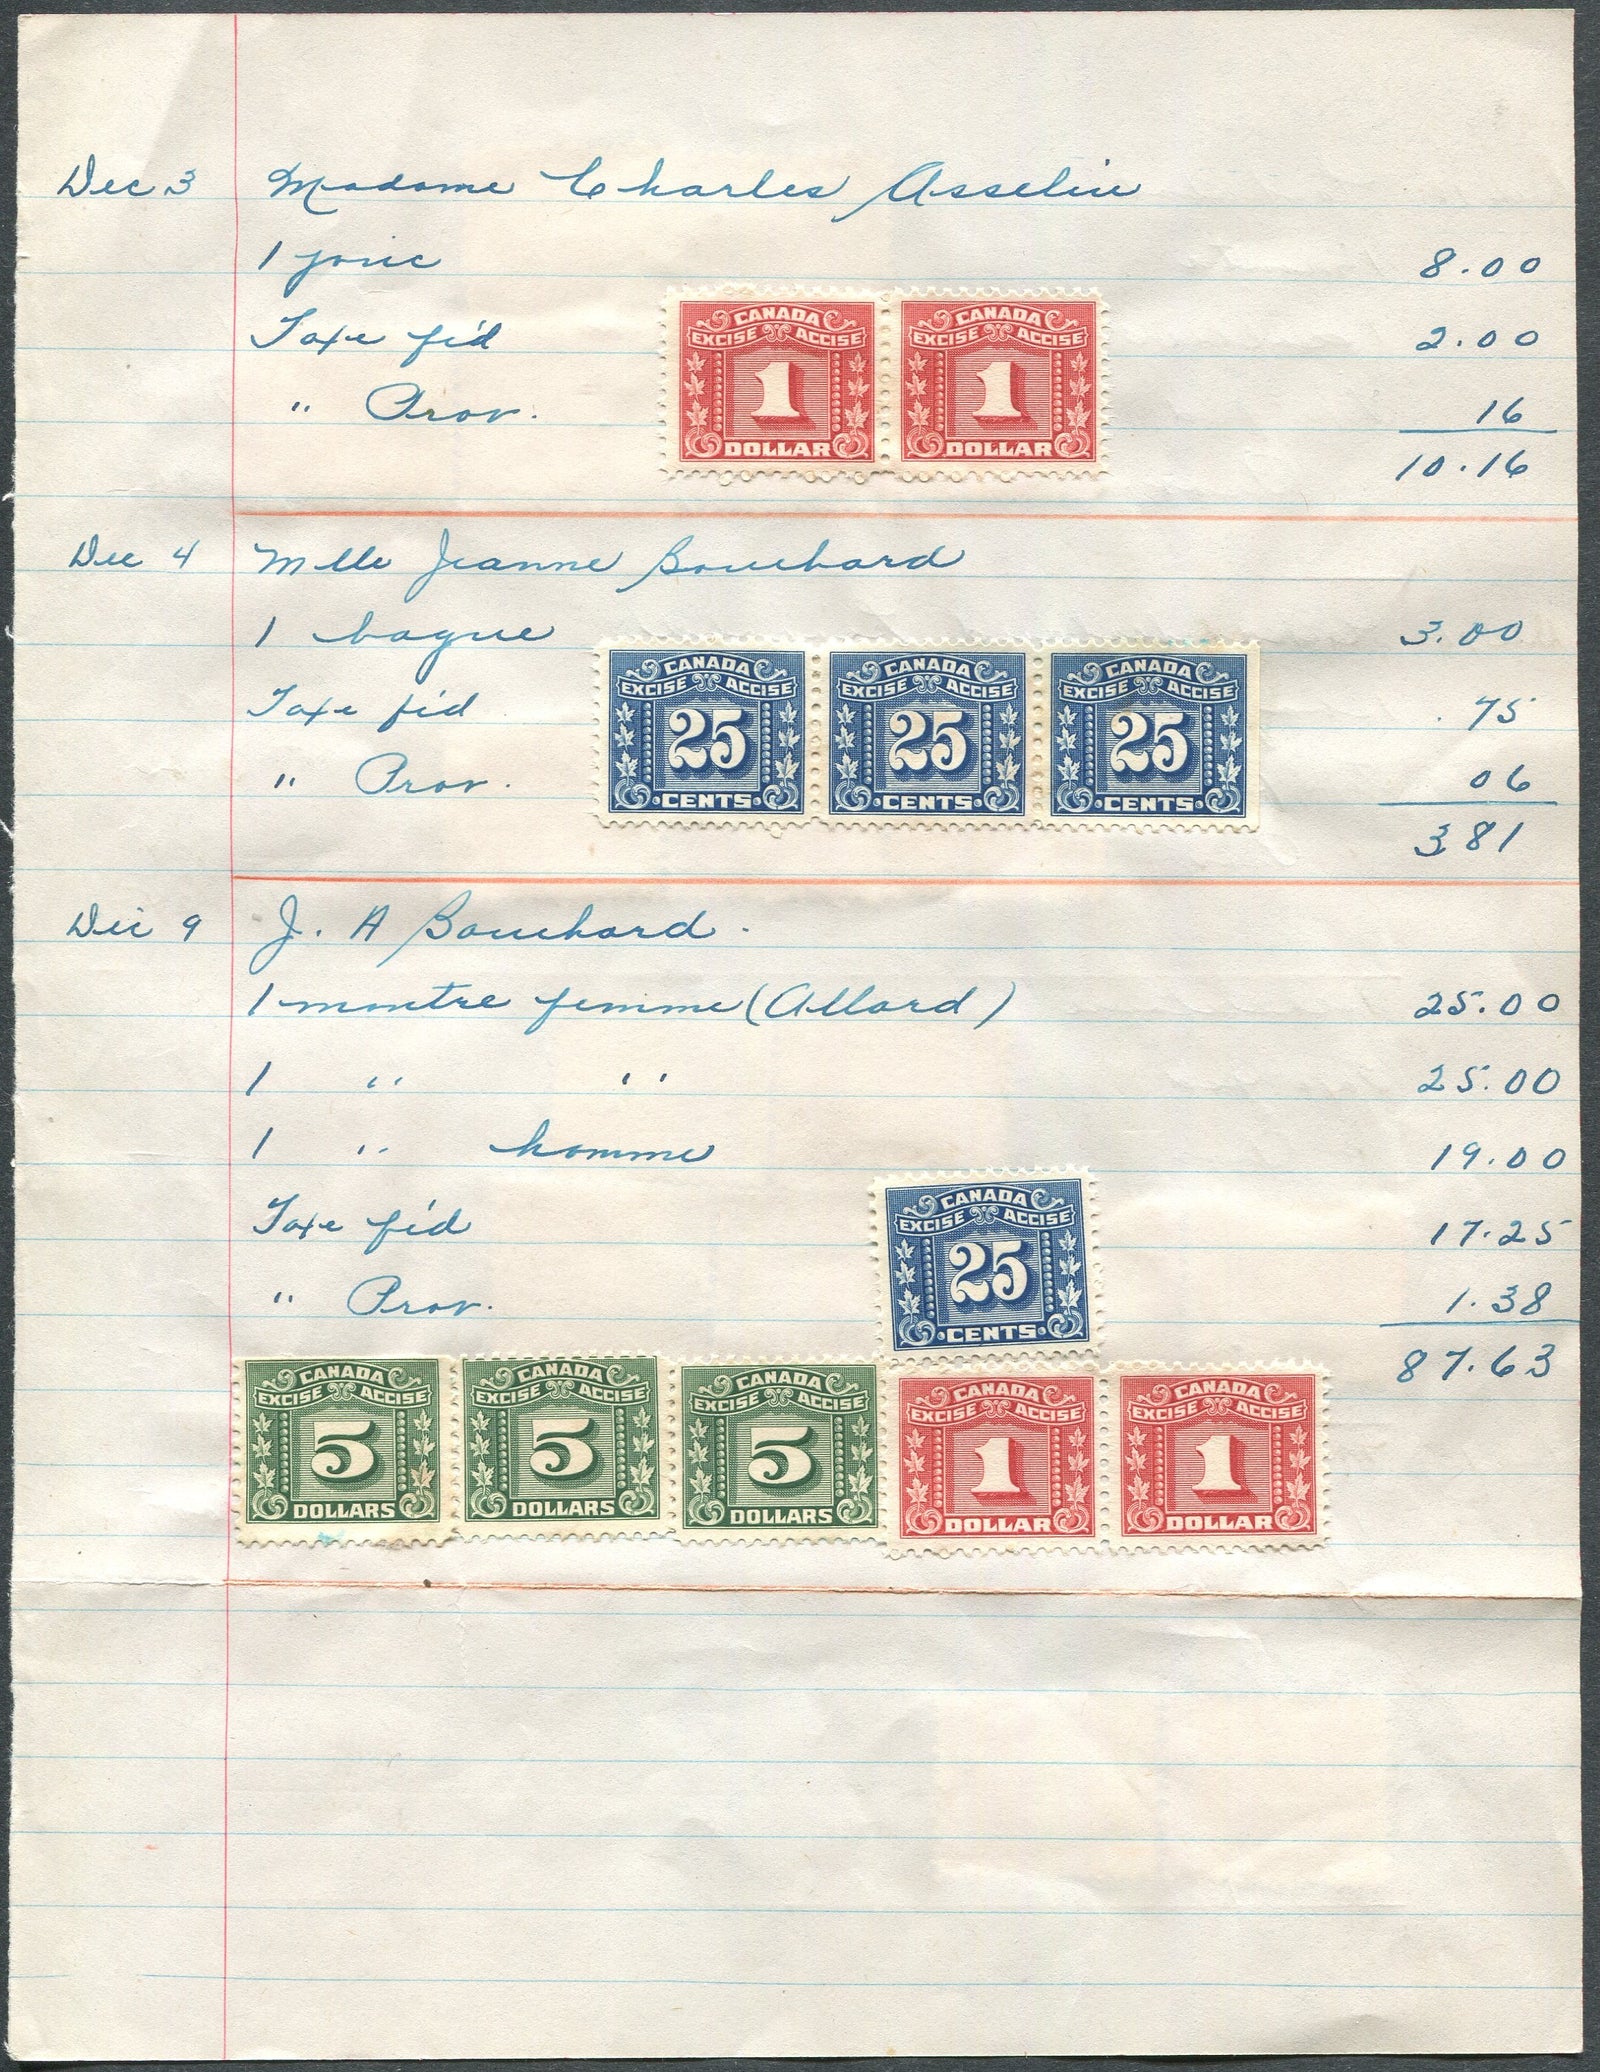 Dec 3 Madame Charles Asselin
1 jonc 8.00
Taxe féd 2.00
" Prov. 16
10.16
CANADA CANADA
EXCISE ACCISE EXCISE ACCISE
1 1
DOLLAR DOLLAR
Dec 4 Mlle Jeanne Bouchard
1 bague 3.00
Taxe féd .75
" Prov. 06
3 81
CANADA CANADA CANADA
EXCISE ACCISE EXCISE ACCISE EXCISE ACCISE
25 25 25
CENTS CENTS CENTS
Dec 9 J. A Bouchard.
1 montre femme (Allard) 25.00
1 " " 25.00
1 " homme 19.00
Taxe féd 17.25
" Prov. 1.38
87.63
CANADA
EXCISE ACCISE
25
CENTS
CANADA CANADA CANADA CANADA CANADA
EXCISE ACCISE EXCISE ACCISE EXCISE ACCISE EXCISE ACCISE EXCISE ACCISE
5 5 5 1 1
DOLLARS DOLLARS DOLLARS DOLLAR DOLLAR